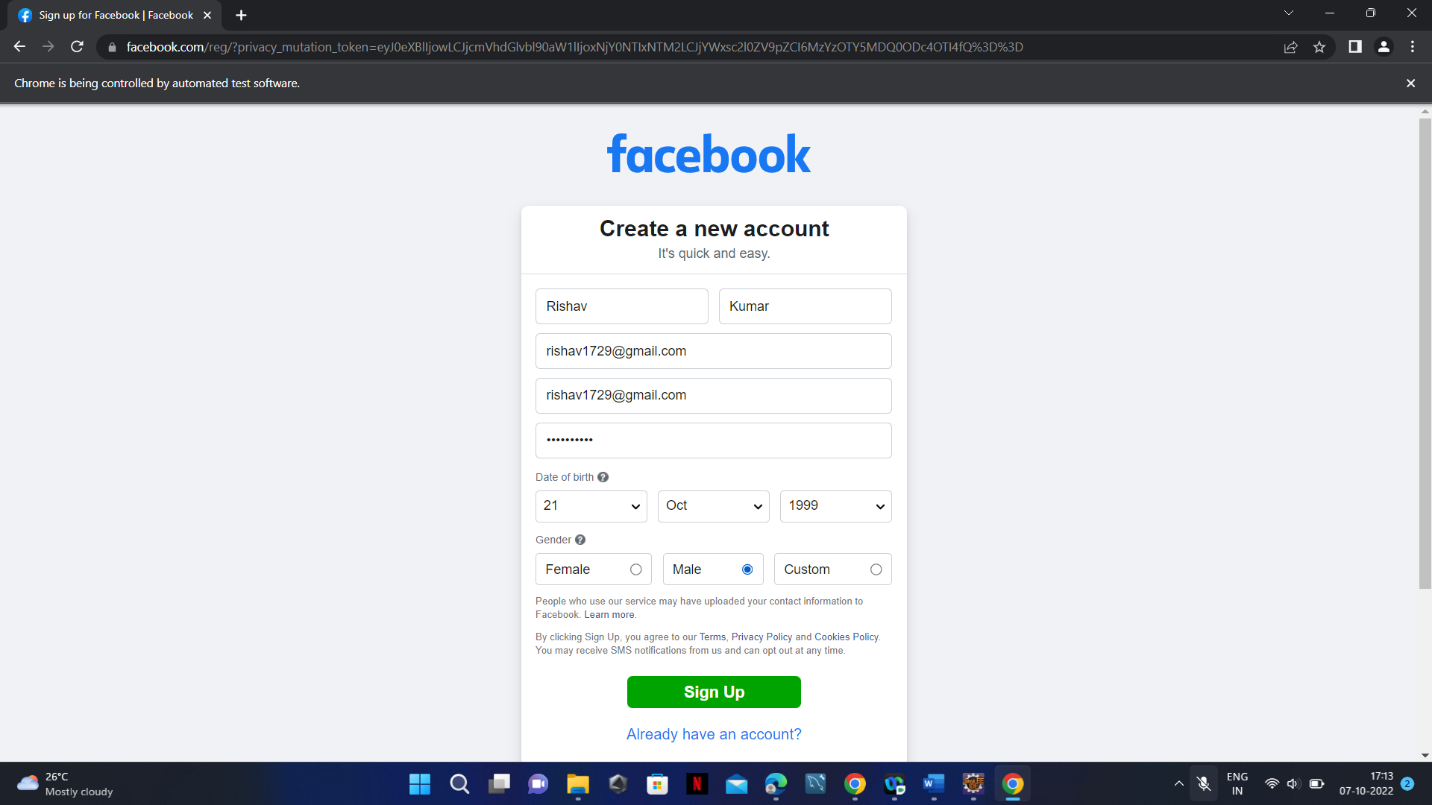 Sign up for Facebook | Facebook
facebook.com/reg/?privacy_mutation_token=eyJ0eXBlIjowLCJjcmVhdGlvbl90aW1lIjoxNjY0NTIxNTM2LCJjYWxsc2l0ZV9pZCI6MzYzOTY5MDQ0ODc4OTI4fQ%3D%3D
Chrome is being controlled by automated test software.
facebook
Create a new account
It's quick and easy.
Rishav Kumar
rishav1729@gmail.com
rishav1729@gmail.com
••••••••••
Date of birth ?
21 Oct 1999
Gender ?
Female Male Custom
People who use our service may have uploaded your contact information to
Facebook. Learn more.
By clicking Sign Up, you agree to our Terms, Privacy Policy and Cookies Policy.
You may receive SMS notifications from us and can opt out at any time.
Sign Up
Already have an account?
26°C
Mostly cloudy
ENG
IN
17:13
07-10-2022
2